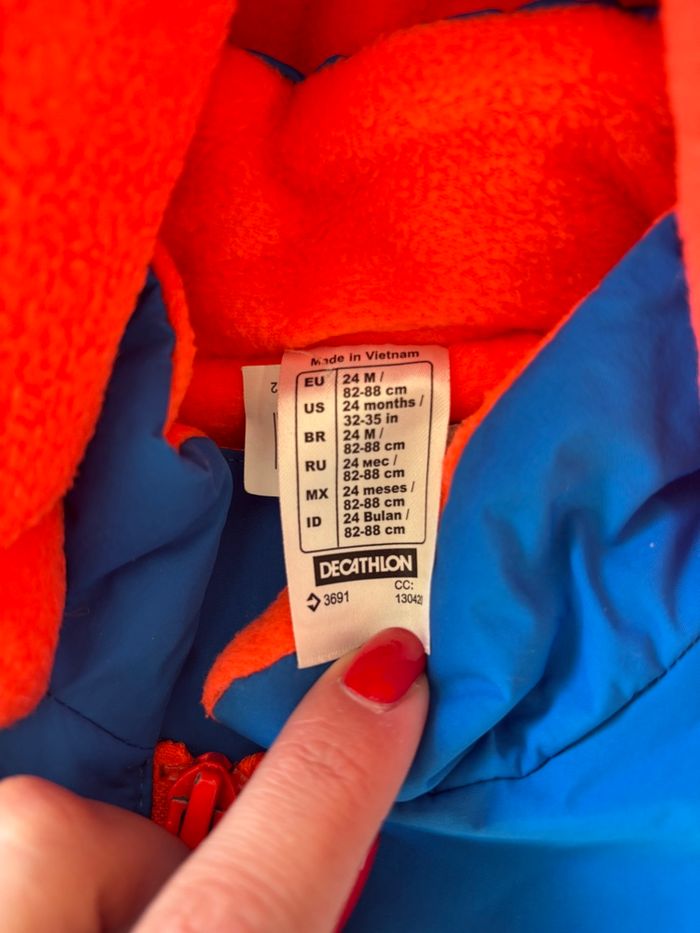 Made in Vietnam
EU 24 M /
82-88 cm
US 24 months /
32-35 in
BR 24 M /
82-88 cm
RU 24 мес /
82-88 cm
MX 24 meses /
82-88 cm
ID 24 Bulan /
82-88 cm
DECATHLON
3691 CC:
130420
2